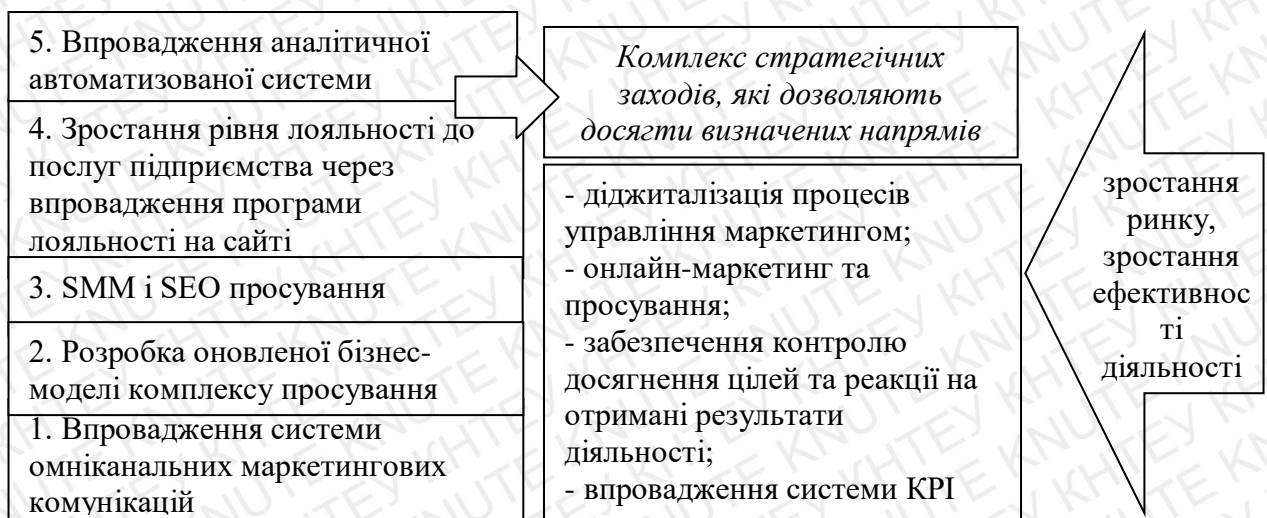 5. Впровадження аналітичної
автоматизованої системи
4. Зростання рівня лояльності до
послуг підприємства через
впровадження програми
лояльності на сайті
3. SMM і SEO просування
2. Розробка оновленої бізнес-
моделі комплексу просування
1. Впровадження системи
омніканальних маркетингових
комунікацій
Комплекс стратегічних
заходів, які дозволяють
досягти визначених напрямів
- діджиталізація процесів
управління маркетингом;
- онлайн-маркетинг та
просування;
- забезпечення контролю
досягнення цілей та реакції на
отримані результати
діяльності;
- впровадження системи KPI
зростання
ринку,
зростання
ефективнос
ті
діяльності